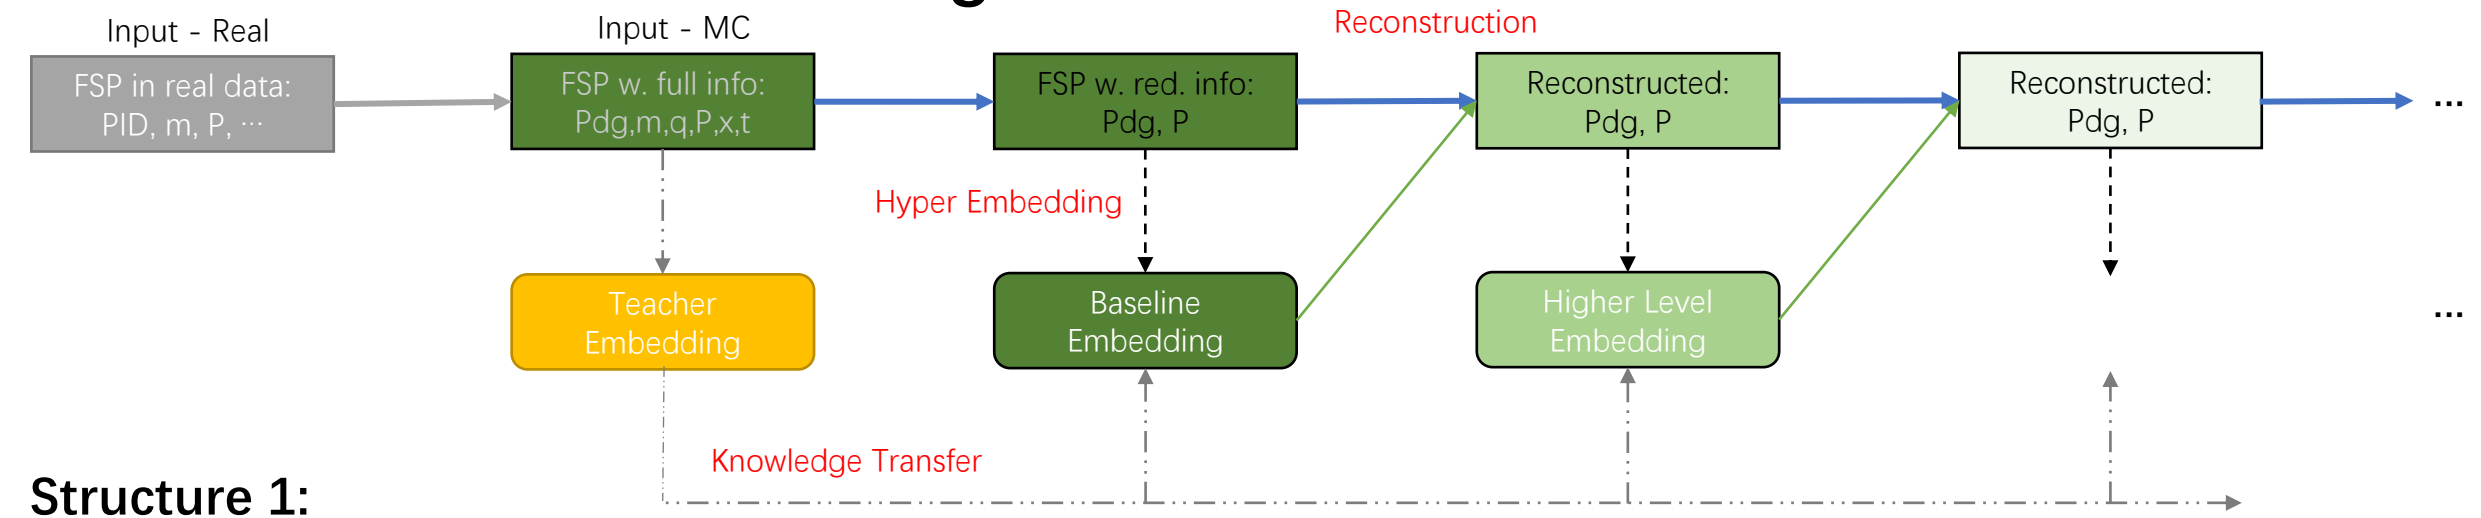 Input - Real
Input - MC
Reconstruction
FSP in real data:
PID, m, P, ···
FSP w. full info:
Pdg,m,q,P,x,t
FSP w. red. info:
Pdg, P
Reconstructed:
Pdg, P
Reconstructed:
Pdg, P
...
Hyper Embedding
Teacher
Embedding
Baseline
Embedding
Higher Level
Embedding
...
Knowledge Transfer
Structure 1: